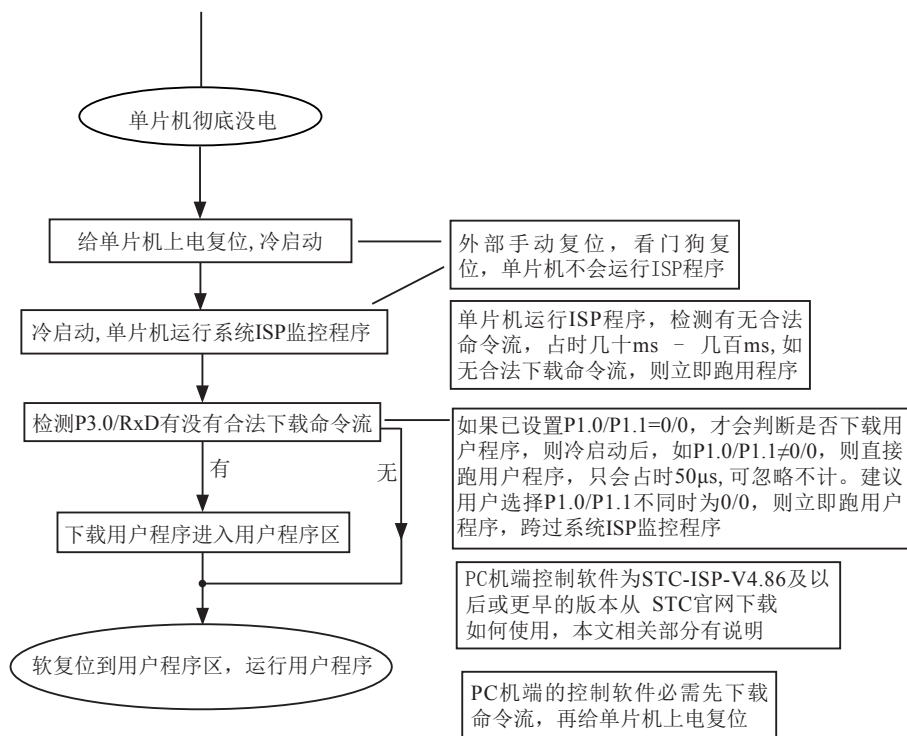 单片机彻底没电
给单片机上电复位,冷启动
冷启动,单片机运行系统ISP监控程序
检测P3.0/RxD有没有合法下载命令流
有
无
下载用户程序进入用户程序区
软复位到用户程序区，运行用户程序
外部手动复位，看门狗复
位，单片机不会运行ISP程序
单片机运行ISP程序，检测有无合法
命令流，占时几十ms – 几百ms,如
无合法下载命令流，则立即跑用程序
如果已设置P1.0/P1.1=0/0，才会判断是否下载用
户程序，则冷启动后，如P1.0/P1.1≠0/0，则直接
跑用户程序，只会占时50μs,可忽略不计。建议
用户选择P1.0/P1.1不同时为0/0，则立即跑用户
程序，跨过系统ISP监控程序
PC机端控制软件为STC-ISP-V4.86及以
后或更早的版本从 STC官网下载
如何使用，本文相关部分有说明
PC机端的控制软件必需先下载
命令流，再给单片机上电复位